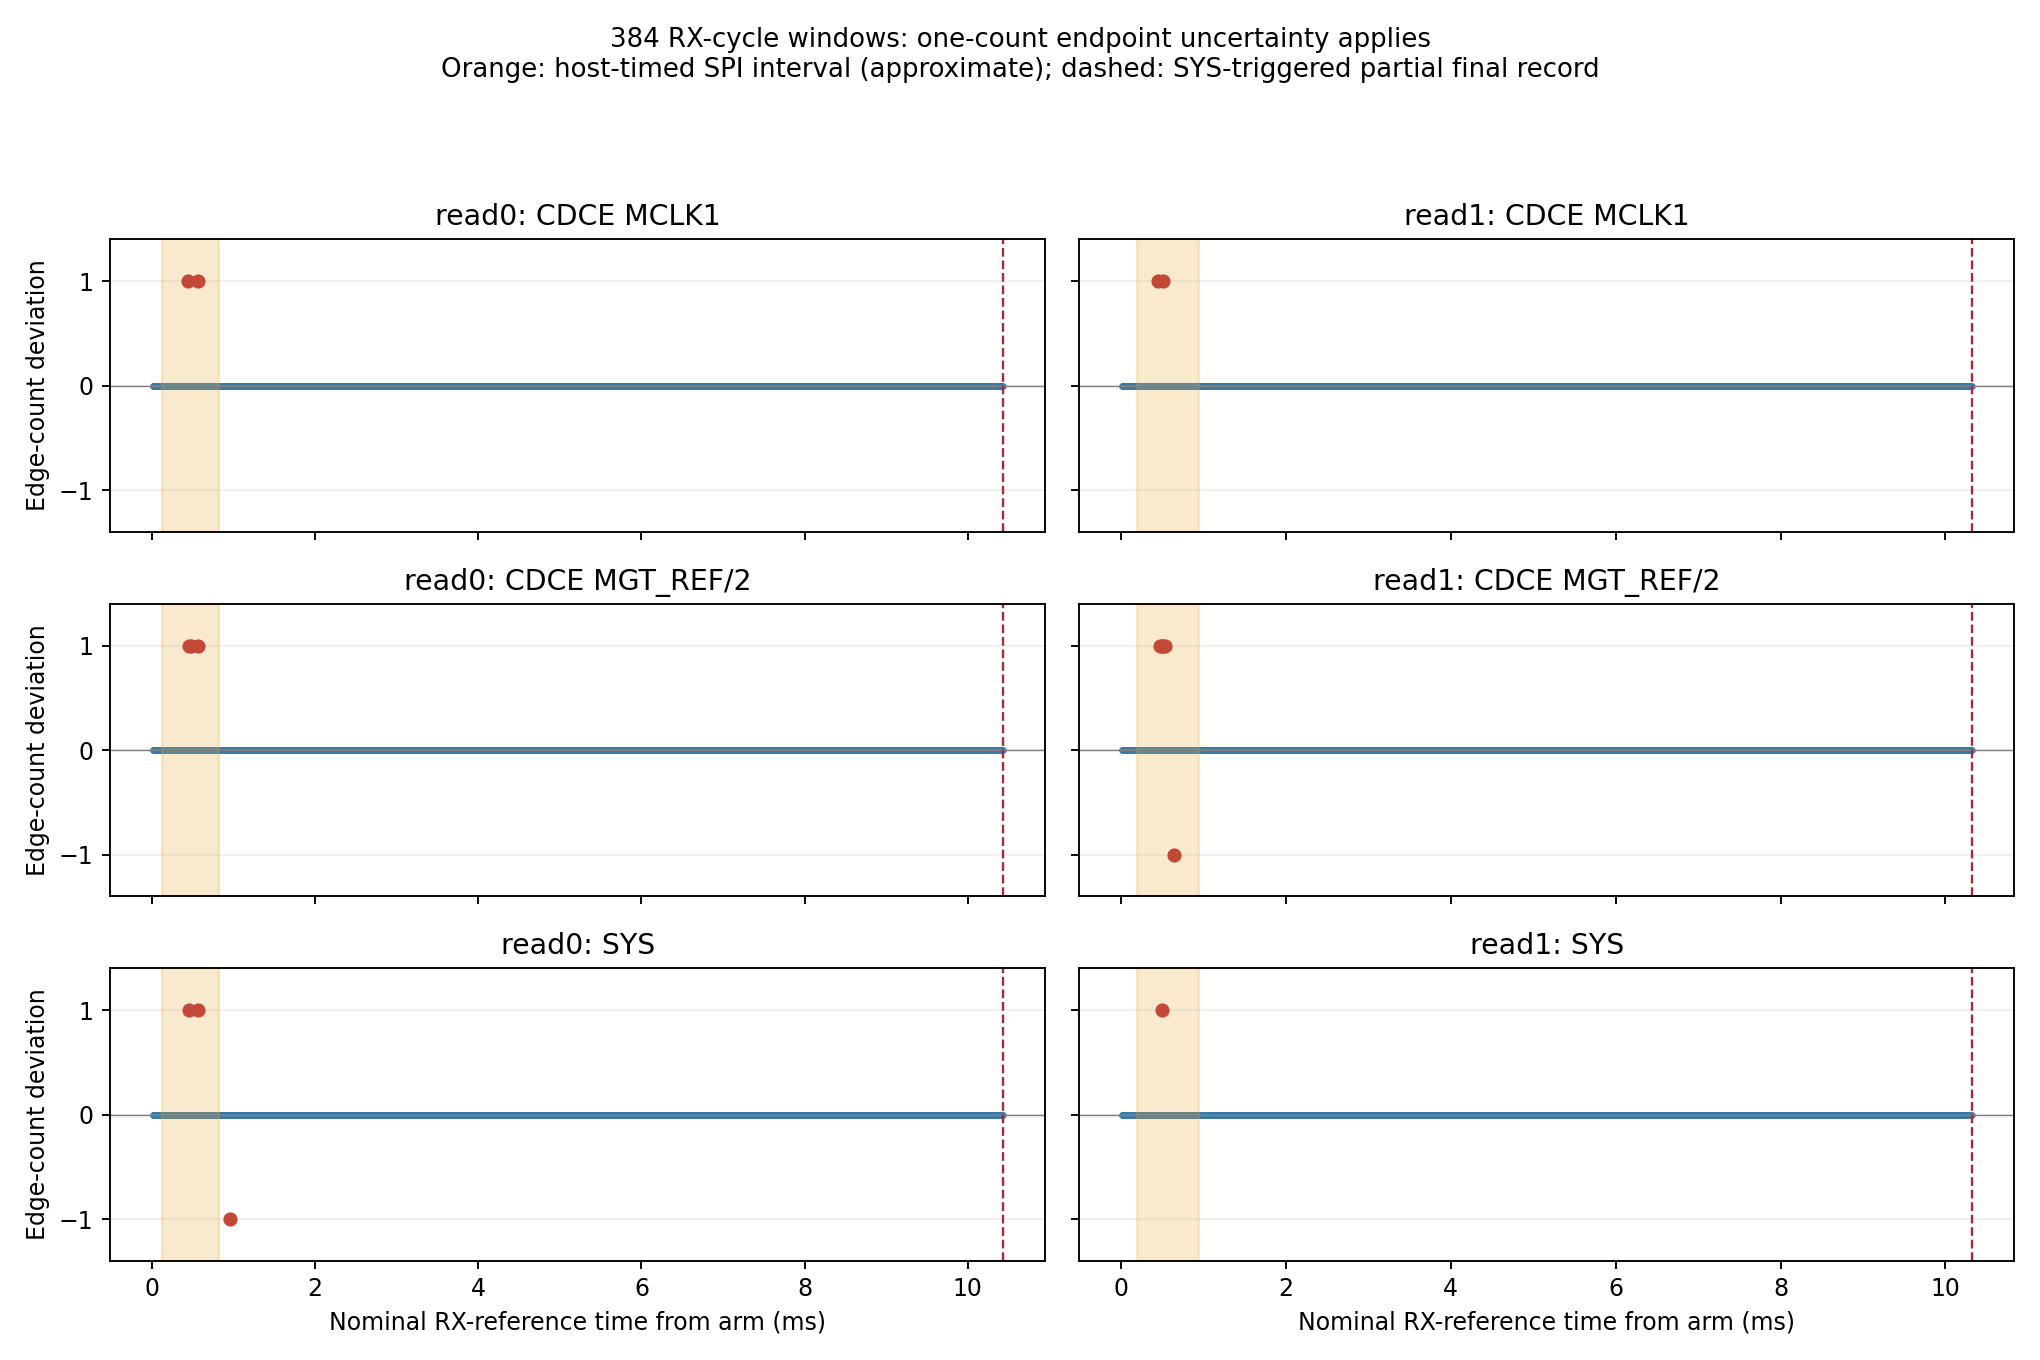 384 RX-cycle windows: one-count endpoint uncertainty applies
Orange: host-timed SPI interval (approximate); dashed: SYS-triggered partial final record
read0: CDCE MCLK1
read1: CDCE MCLK1
Edge-count deviation
1
0
−1
read0: CDCE MGT_REF/2
read1: CDCE MGT_REF/2
Edge-count deviation
1
0
−1
read0: SYS
read1: SYS
Edge-count deviation
1
0
−1
0 2 4 6 8 10
0 2 4 6 8 10
Nominal RX-reference time from arm (ms)
Nominal RX-reference time from arm (ms)